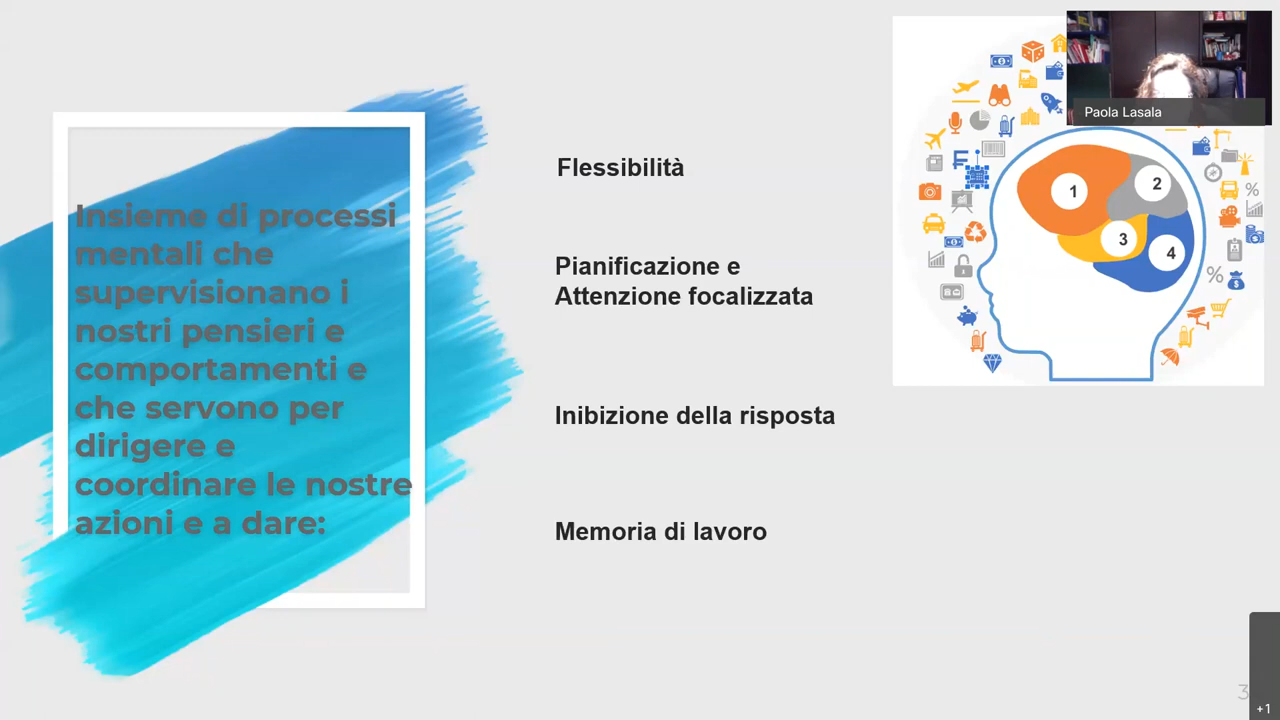 Insieme di processi
mentali che
supervisionano i
nostri pensieri e
comportamenti e
che servono per
dirigere e
coordinare le nostre
azioni e a dare:
Flessibilità
Pianificazione e
Attenzione focalizzata
Inibizione della risposta
Memoria di lavoro
Paola Lasala
1
2
3
4
3
+1